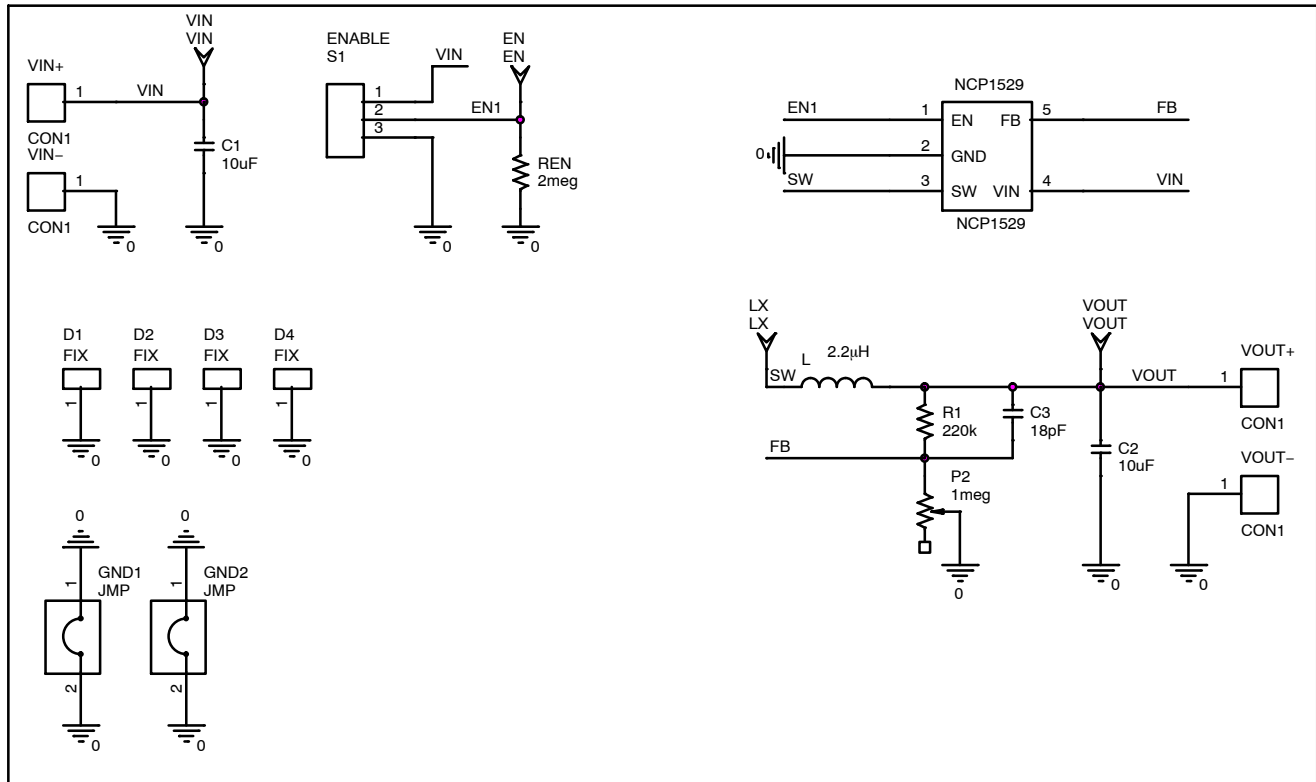 VIN
VIN
VIN+
1
VIN
CON1
C1
10uF
VIN−
1
CON1
0
0
ENABLE
S1
VIN
1
2
3
EN1
EN
EN
REN
2meg
0
0
NCP1529
EN1
1
EN
FB
5
FB
0
2
GND
SW
3
SW
VIN
4
VIN
NCP1529
D1
FIX
1
0
D2
FIX
1
0
D3
FIX
1
0
D4
FIX
1
0
LX
LX
SW
L
2.2μH
VOUT
VOUT
VOUT
1
VOUT+
CON1
R1
220k
C3
18pF
FB
C2
10uF
P2
1meg
VOUT−
1
CON1
0
0
0
0
1
GND1
JMP
2
0
0
1
GND2
JMP
2
0